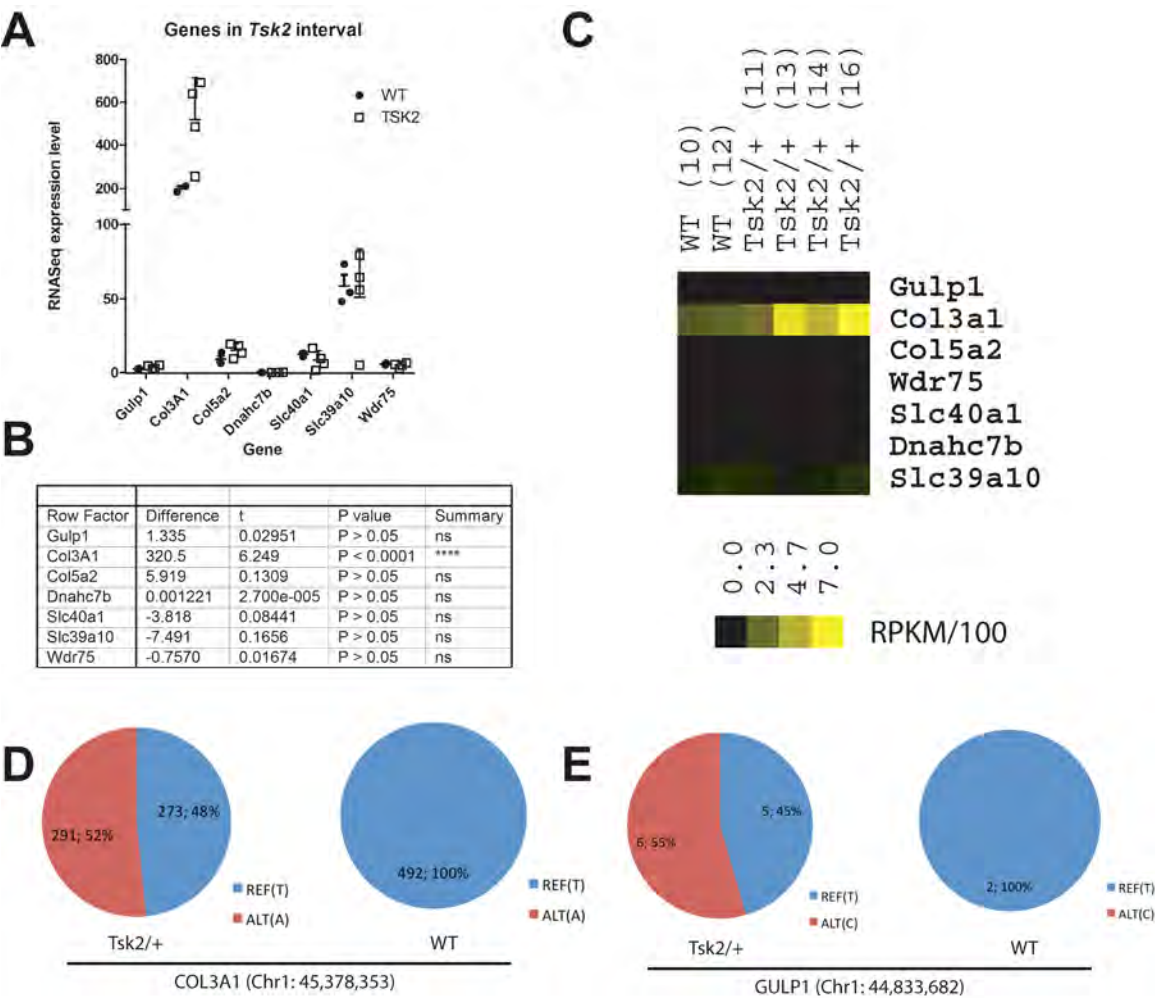 A
Genes in Tsk2 interval
800
600
400
200
100
50
0
RNASeq expression level
WT
TSK2
Gulp1
Col3A1
Col5a2
Dnahc7b
Slc40a1
Slc39a10
Wdr75
Gene
B
Row Factor Difference t P value Summary
Gulp1 1.335 0.02951 P > 0.05 ns
Col3A1 320.5 6.249 P < 0.0001 ****
Col5a2 5.919 0.1309 P > 0.05 ns
Dnahc7b 0.001221 2.700e-005 P > 0.05 ns
Slc40a1 -3.818 0.08441 P > 0.05 ns
Slc39a10 -7.491 0.1656 P > 0.05 ns
Wdr75 -0.7570 0.01674 P > 0.05 ns
C
WT (10)
WT (12)
Tsk2/+ (11)
Tsk2/+ (13)
Tsk2/+ (14)
Tsk2/+ (16)
Gulp1
Col3a1
Col5a2
Wdr75
Slc40a1
Dnahc7b
Slc39a10
0.0
2.3
4.7
7.0
RPKM/100
D
273; 48%
291; 52%
REF(T)
ALT(A)
Tsk2/+
492; 100%
REF(T)
ALT(A)
WT
COL3A1 (Chr1: 45,378,353)
E
5; 45%
6; 55%
REF(T)
ALT(C)
Tsk2/+
2; 100%
REF(T)
ALT(C)
WT
GULP1 (Chr1: 44,833,682)